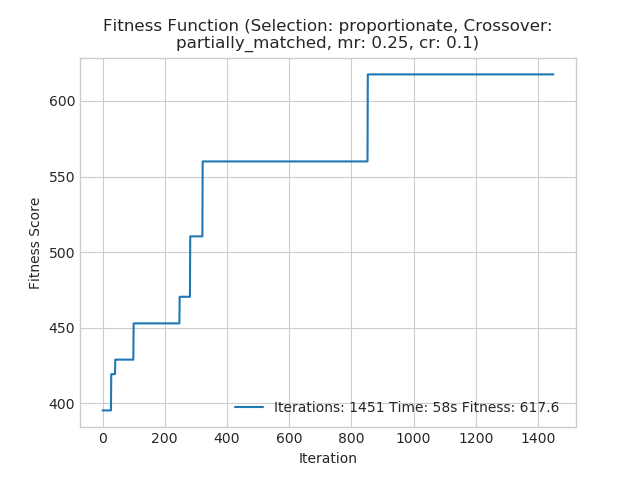 Fitness Function (Selection: proportionate, Crossover:
partially_matched, mr: 0.25, cr: 0.1)
600
550
500
450
400
Fitness Score
Iterations: 1451 Time: 58s Fitness: 617.6
0 200 400 600 800 1000 1200 1400
Iteration